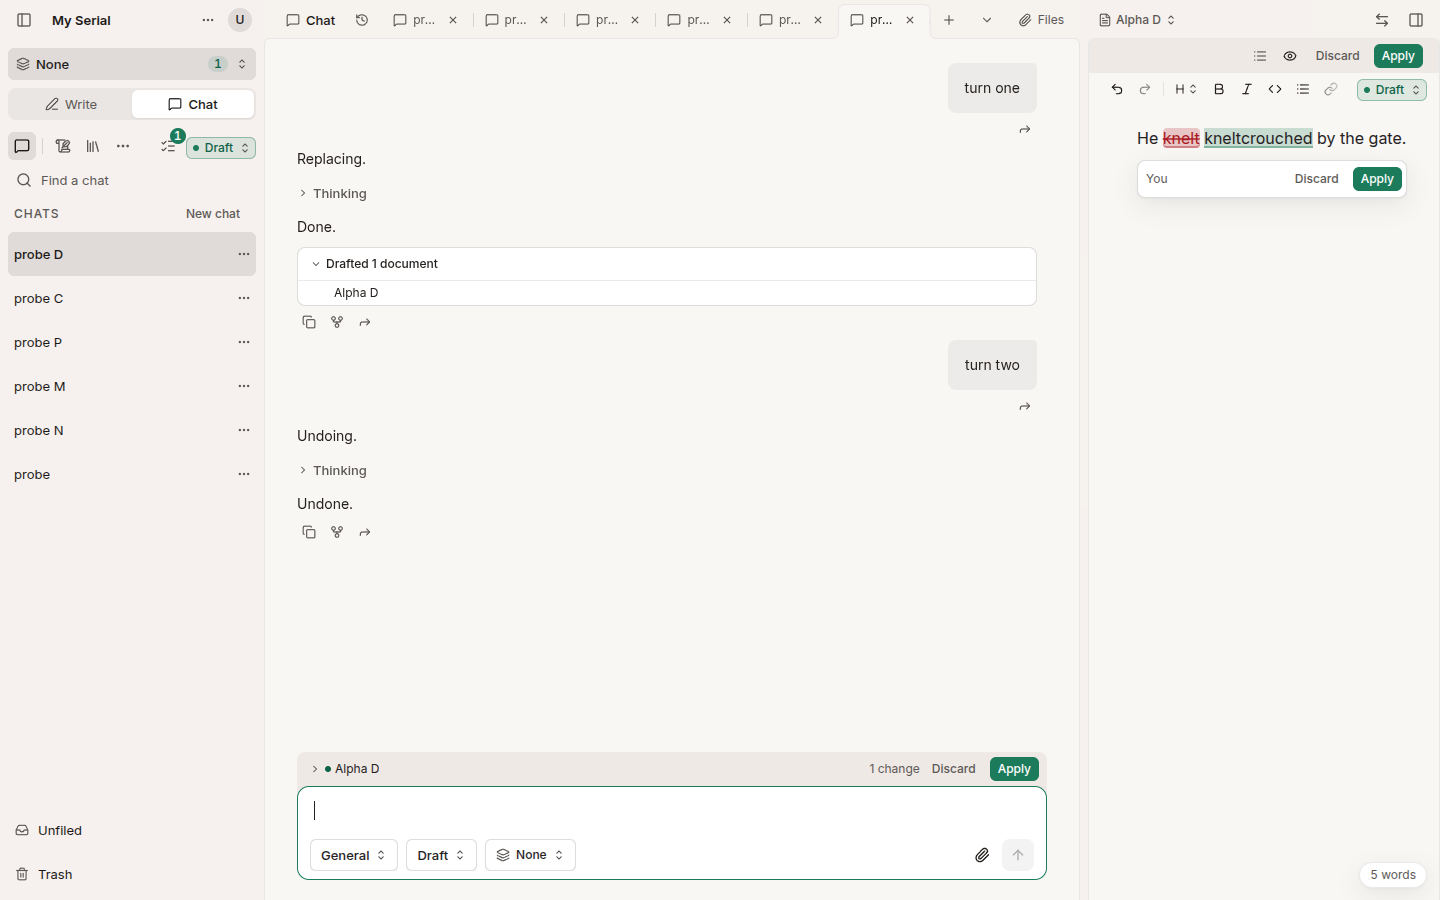 My Serial
U
None
1
Write
Chat
1
Draft
Find a chat
CHATS
New chat
probe D
probe C
probe P
probe M
probe N
probe
Unfiled
Trash
Chat
pr...
pr...
pr...
pr...
pr...
pr...
Files
turn one
Replacing.
Thinking
Done.
Drafted 1 document
Alpha D
turn two
Undoing.
Thinking
Undone.
Alpha D
1 change
Discard
Apply
General
Draft
None
Alpha D
Discard
Apply
H
B
I
Draft
He knelt kneltcrouched by the gate.
You
Discard
Apply
5 words